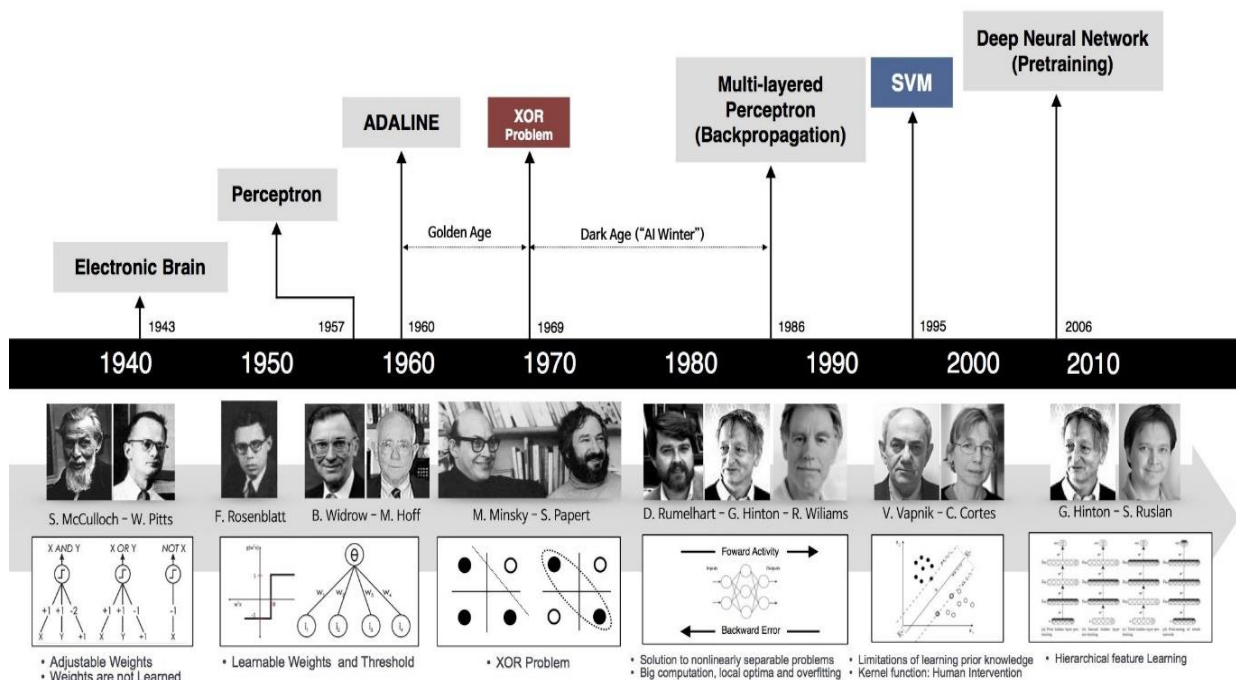 Deep Neural Network
(Pretraining)
Multi-layered
Perceptron
(Backpropagation)
SVM
ADALINE
XOR
Problem
Perceptron
Golden Age
Dark Age ("AI Winter")
Electronic Brain
1943
1957
1960
1969
1986
1995
2006
1940
1950
1960
1970
1980
1990
2000
2010
S. McCulloch – W. Pitts
F. Rosenblatt
B. Widrow – M. Hoff
M. Minsky – S. Papert
D. Rumelhart – G. Hinton – R. Wiliams
V. Vapnik – C. Cortes
G. Hinton – S. Ruslan
X AND Y
X OR Y
NOT X
+1 +1 -2
+1 +1 -1
-1
X Y +1
X Y +1
X
θ
Foward Activity
Inputs
Outputs
Backward Error
• Adjustable Weights
• Weights are not Learned
• Learnable Weights and Threshold
• XOR Problem
• Solution to nonlinearly separable problems
• Big computation, local optima and overfitting
• Limitations of learning prior knowledge
• Kernel function: Human Intervention
• Hierarchical feature Learning